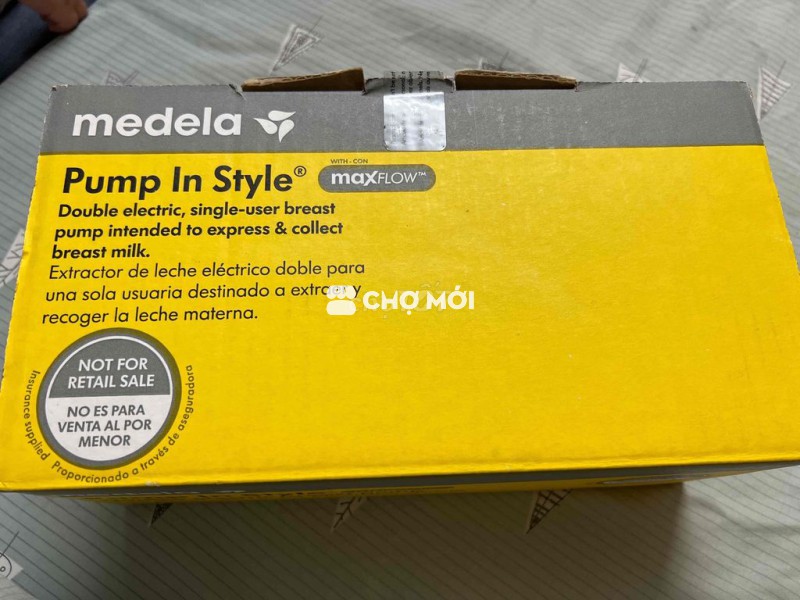 medela
Pump In Style®
WITH • CON
maxFLOW™
Double electric, single-user breast
pump intended to express & collect
breast milk.
Extractor de leche eléctrico doble para
una sola usuaria destinado a extraer y
recoger la leche materna.
CHỢ MỚI
NOT FOR
RETAIL SALE
NO ES PARA
VENTA AL POR
MENOR
Insurance supplied
Proporcionado a través de aseguradora